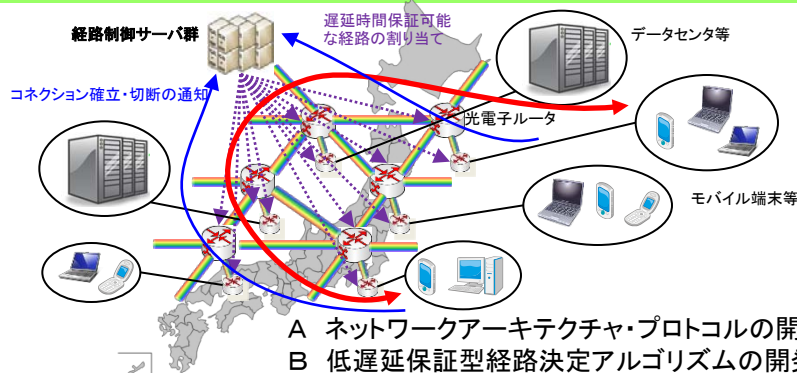 経路制御サーバ群
遅延時間保証可能
な経路の割り当て
データセンタ等
コネクション確立・切断の通知
光電子ルータ
モバイル端末等
A ネットワークアーキテクチャ・プロトコルの開
B 低遅延保証型経路決定アルゴリズムの開